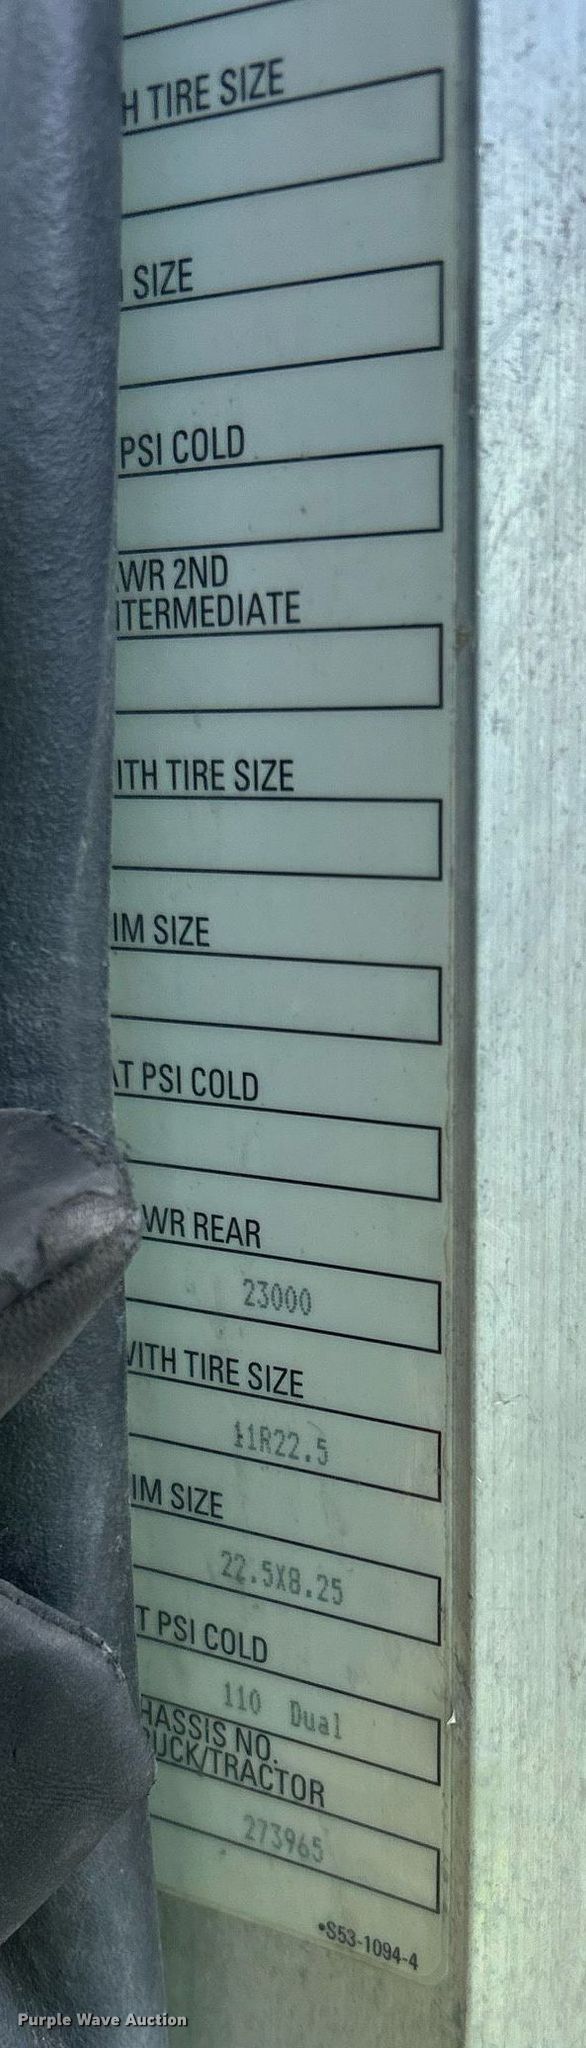 H TIRE SIZE
SIZE
PSI COLD
WR 2ND
TERMEDIATE
ITH TIRE SIZE
IM SIZE
T PSI COLD
WR REAR
23000
ITH TIRE SIZE
11R22.5
IM SIZE
22.5X8.25
T PSI COLD
110 Dual
HASSIS NO.
UCK/TRACTOR
273965
•S53-1094-4
Purple Wave Auction